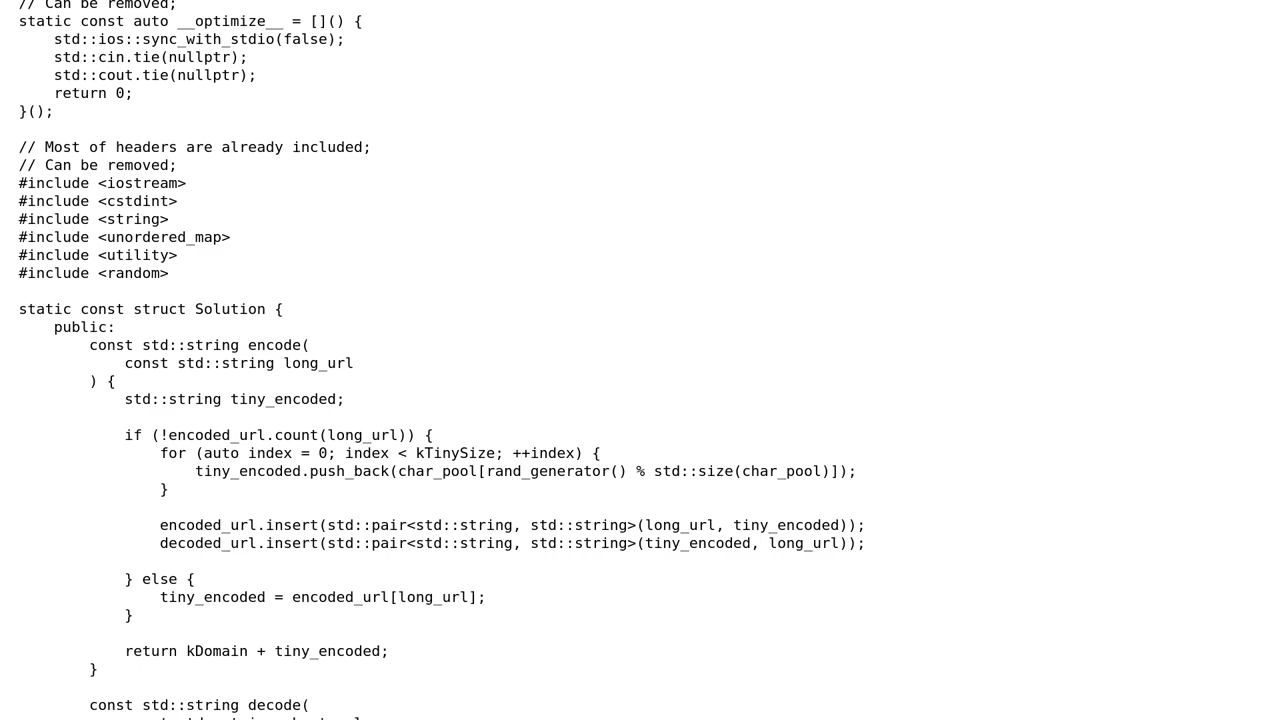 // Can be removed;
static const auto __optimize__ = []() {
    std::ios::sync_with_stdio(false);
    std::cin.tie(nullptr);
    std::cout.tie(nullptr);
    return 0;
}();

// Most of headers are already included;
// Can be removed;
#include <iostream>
#include <cstdint>
#include <string>
#include <unordered_map>
#include <utility>
#include <random>

static const struct Solution {
    public:
        const std::string encode(
            const std::string long_url
        ) {
            std::string tiny_encoded;

            if (!encoded_url.count(long_url)) {
                for (auto index = 0; index < kTinySize; ++index) {
                    tiny_encoded.push_back(char_pool[rand_generator() % std::size(char_pool)]);
                }

                encoded_url.insert(std::pair<std::string, std::string>(long_url, tiny_encoded));
                decoded_url.insert(std::pair<std::string, std::string>(tiny_encoded, long_url));

            } else {
                tiny_encoded = encoded_url[long_url];
            }

            return kDomain + tiny_encoded;
        }

        const std::string decode(